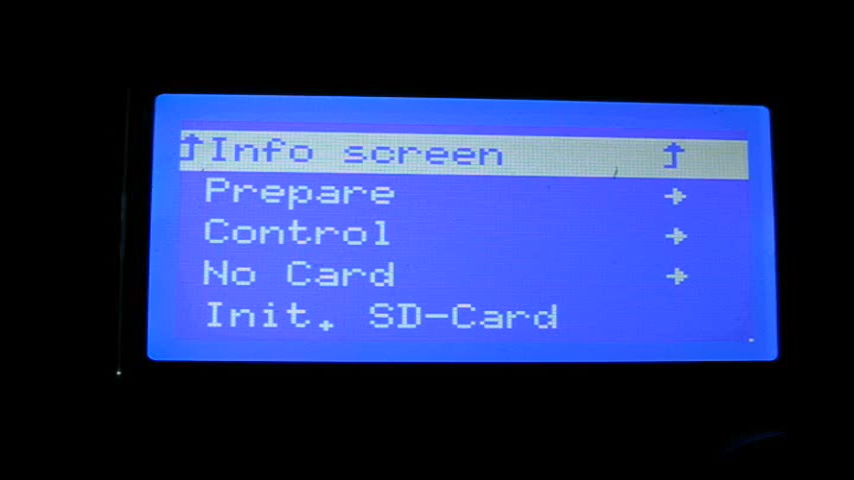 Info screen
Prepare
Control
No Card
Init. SD-Card